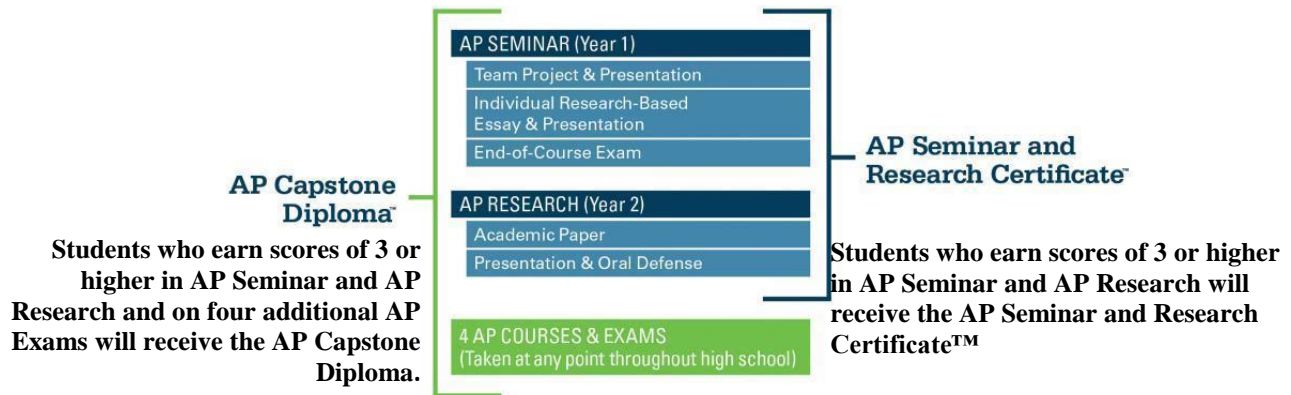 AP Capstone
Diploma™
Students who earn scores of 3 or
higher in AP Seminar and AP
Research and on four additional AP
Exams will receive the AP Capstone
Diploma.
AP SEMINAR (Year 1)
Team Project & Presentation
Individual Research-Based
Essay & Presentation
End-of-Course Exam
AP RESEARCH (Year 2)
Academic Paper
Presentation & Oral Defense
4 AP COURSES & EXAMS
(Taken at any point throughout high school)
AP Seminar and
Research Certificate™
Students who earn scores of 3 or higher
in AP Seminar and AP Research will
receive the AP Seminar and Research
Certificate™